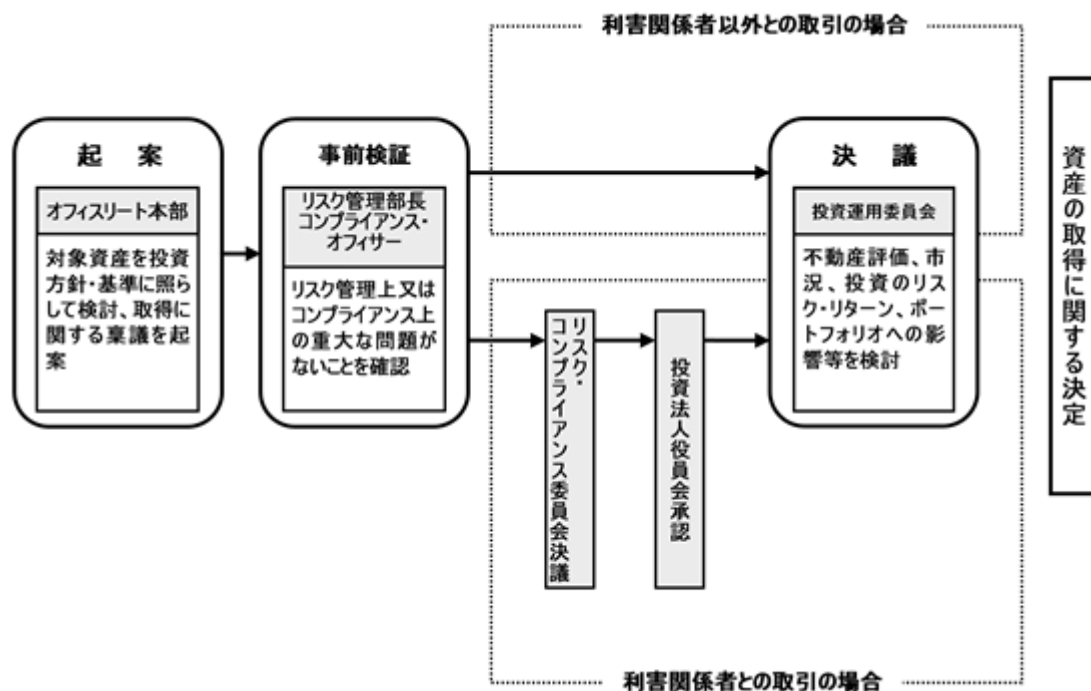 利害関係者以外との取引の場合
起　案
オフィスリート本部
対象資産を投資
方針・基準に照ら
して検討、取得に
関する稟議を起
案
事前検証
リスク管理部長
コンプライアンス・
オフィサー
リスク管理上又は
コンプライアンス上
の重大な問題が
ないことを確認
リスク・
コンプライアンス委員会決議
投資法人役員会承認
決　議
投資運用委員会
不動産評価、市
況、投資のリス
ク・リターン、ポー
トフォリオへの影
響等を検討
資産の取得に関する決定
利害関係者との取引の場合